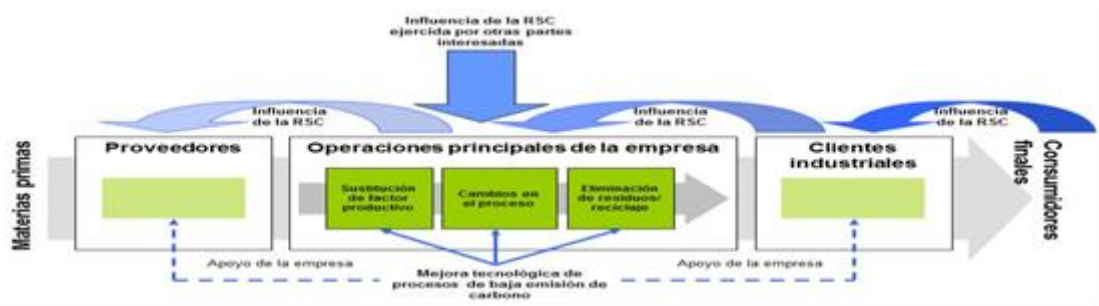 Influencia de la RSC
ejercida por otras partes
interesadas
Influencia
de la RSC
Influencia
de la RSC
Influencia
de la RSC
Materias primas
Proveedores
Operaciones principales de la empresa
Sustitución
de factor
productivo
Cambios en
el proceso
Eliminación
de residuos/
reciclaje
Clientes
industriales
Consumidores
finales
Apoyo de la empresa
Mejora tecnológica de
procesos de baja emisión de
carbono
Apoyo de la empresa